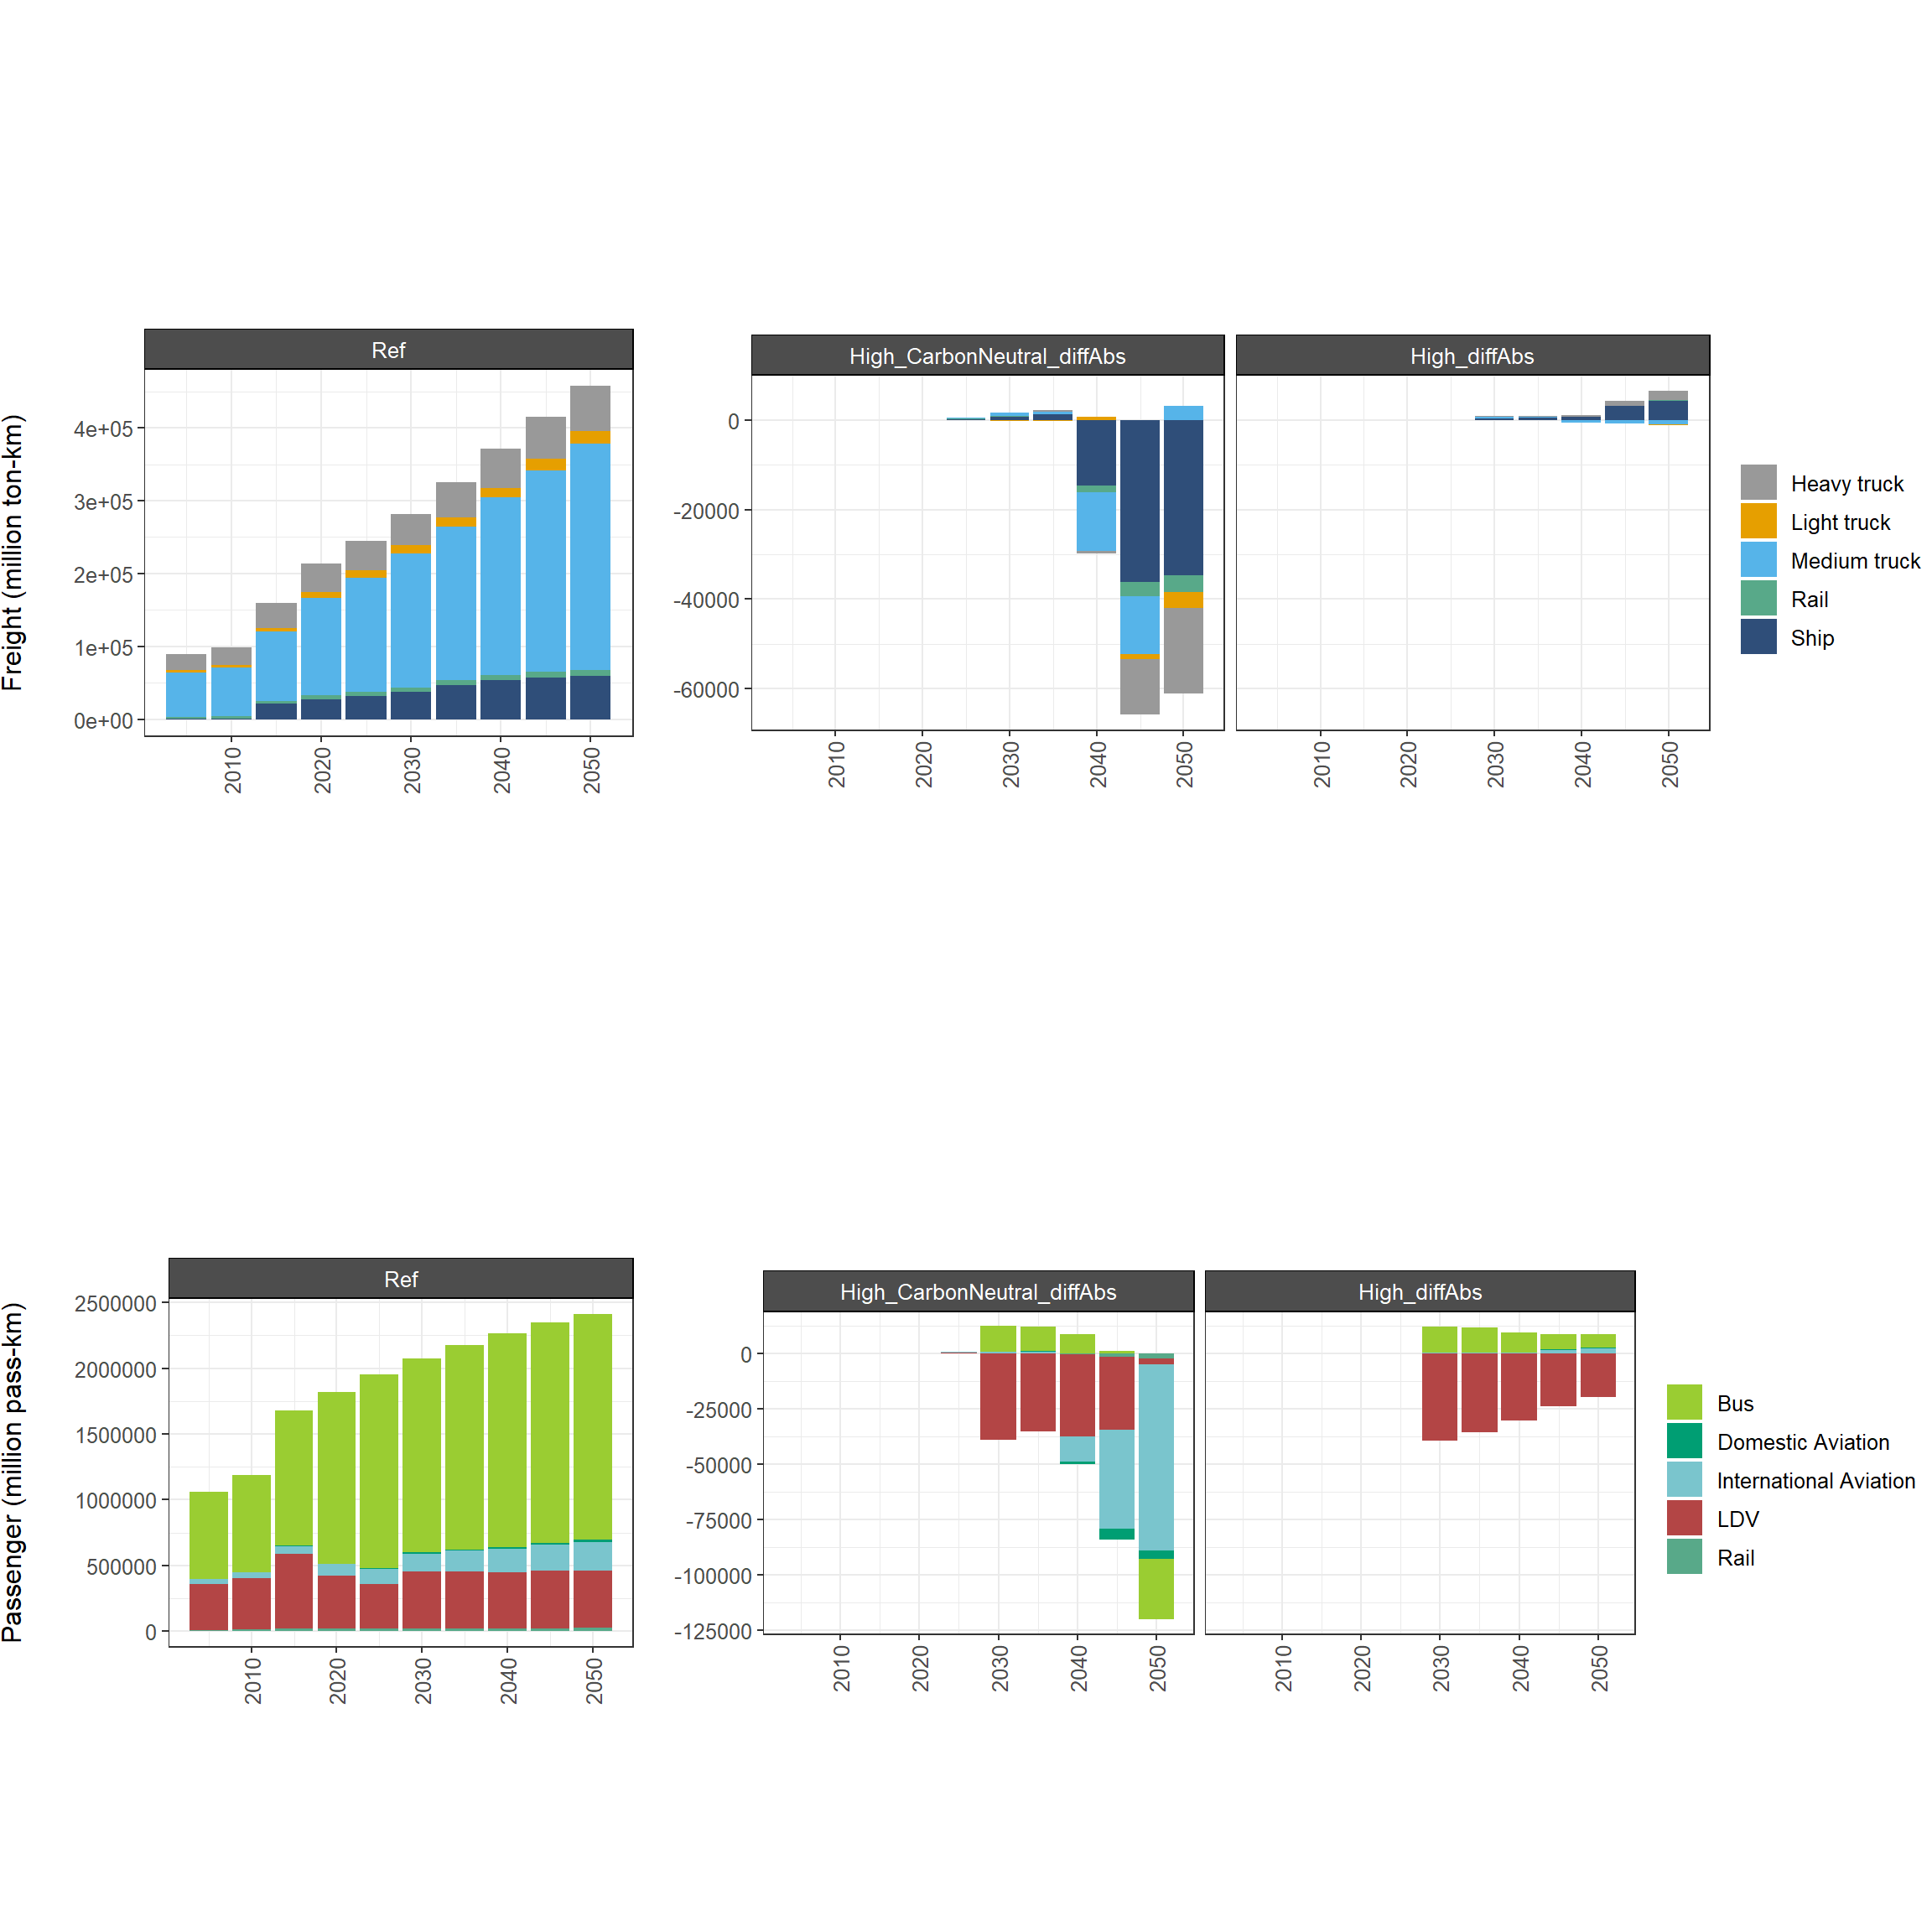 Ref
High_CarbonNeutral_diffAbs
High_diffAbs
Freight (million ton-km)
4e+05
3e+05
2e+05
1e+05
0e+00
2010
2020
2030
2040
2050
0
-20000
-40000
-60000
2010
2020
2030
2040
2050
2010
2020
2030
2040
2050
Heavy truck
Light truck
Medium truck
Rail
Ship
Ref
High_CarbonNeutral_diffAbs
High_diffAbs
Passenger (million pass-km)
2500000
2000000
1500000
1000000
500000
0
2010
2020
2030
2040
2050
0
-25000
-50000
-75000
-100000
-125000
2010
2020
2030
2040
2050
2010
2020
2030
2040
2050
Bus
Domestic Aviation
International Aviation
LDV
Rail